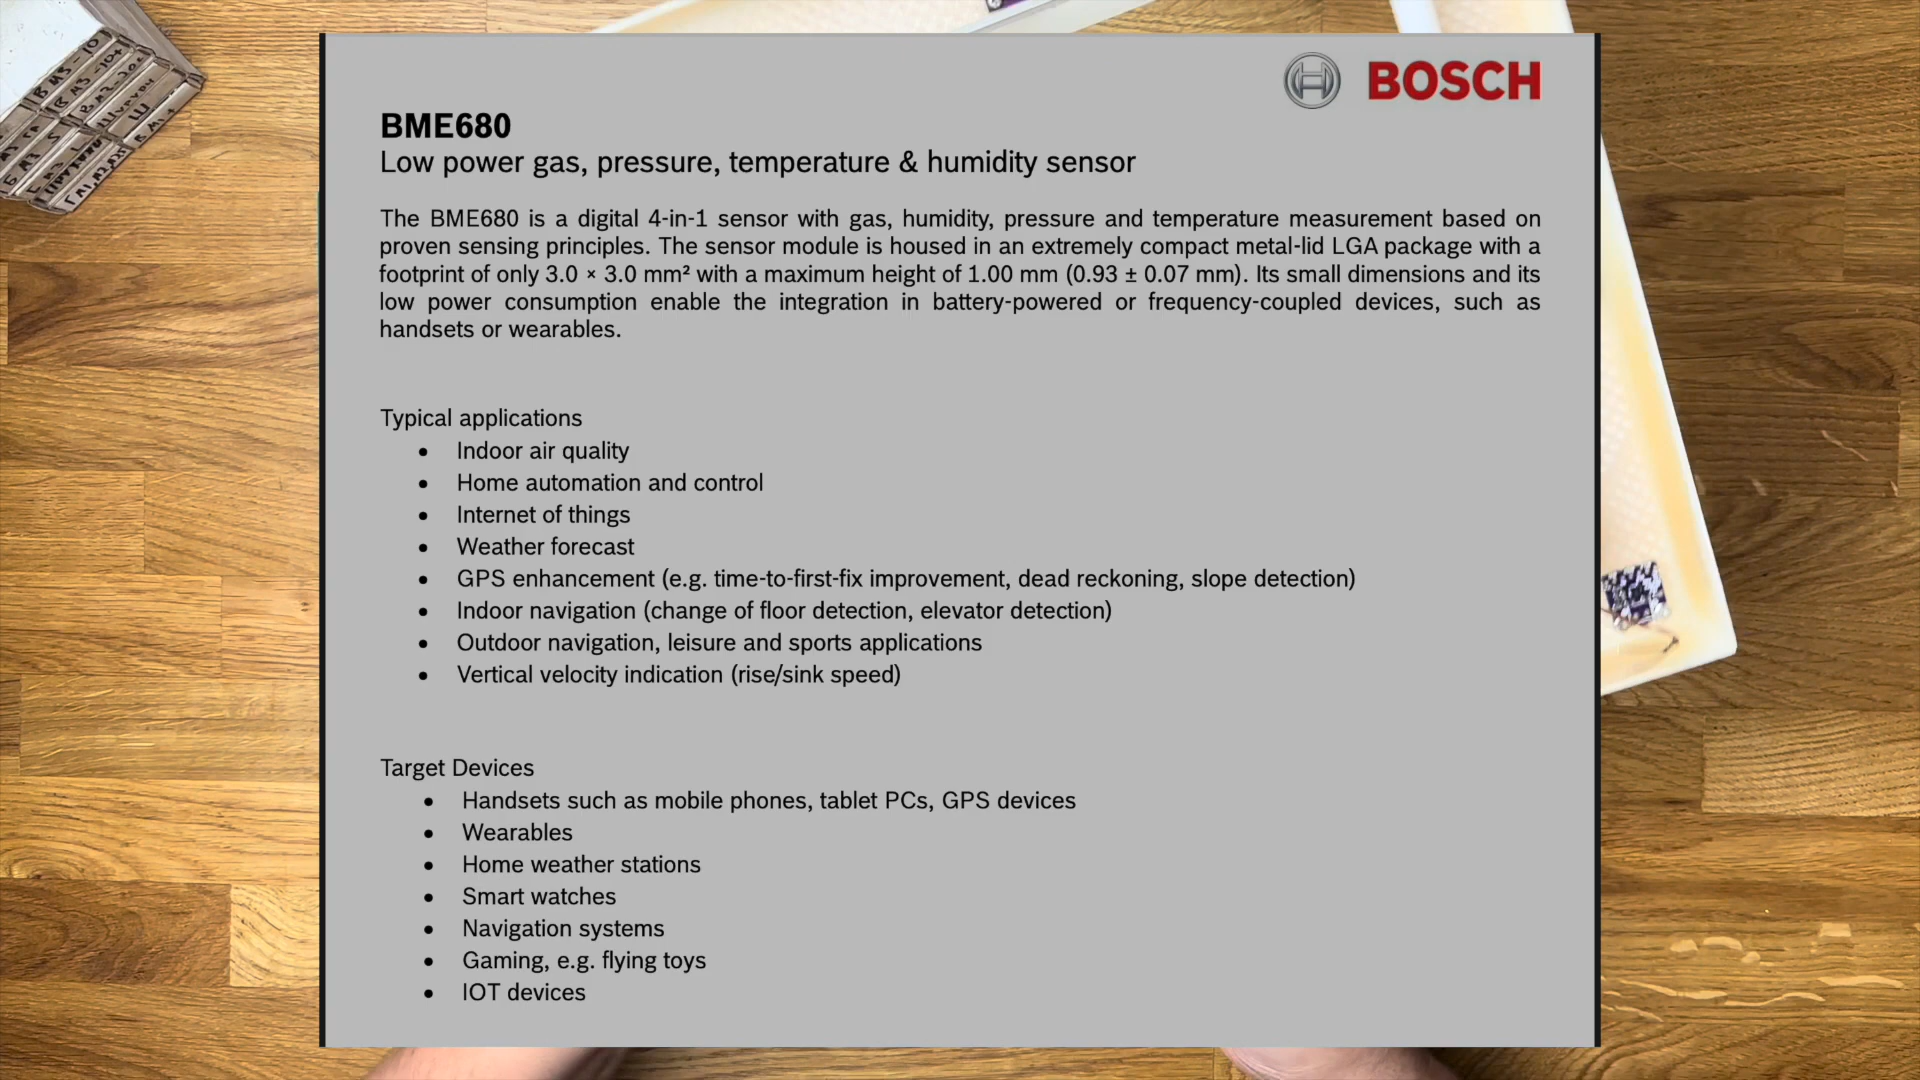 BOSCH
BME680
Low power gas, pressure, temperature & humidity sensor
The BME680 is a digital 4-in-1 sensor with gas, humidity, pressure and temperature measurement based on
proven sensing principles. The sensor module is housed in an extremely compact metal-lid LGA package with a
footprint of only 3.0 × 3.0 mm² with a maximum height of 1.00 mm (0.93 ± 0.07 mm). Its small dimensions and its
low power consumption enable the integration in battery-powered or frequency-coupled devices, such as
handsets or wearables.
Typical applications
• Indoor air quality
• Home automation and control
• Internet of things
• Weather forecast
• GPS enhancement (e.g. time-to-first-fix improvement, dead reckoning, slope detection)
• Indoor navigation (change of floor detection, elevator detection)
• Outdoor navigation, leisure and sports applications
• Vertical velocity indication (rise/sink speed)
Target Devices
• Handsets such as mobile phones, tablet PCs, GPS devices
• Wearables
• Home weather stations
• Smart watches
• Navigation systems
• Gaming, e.g. flying toys
• IOT devices